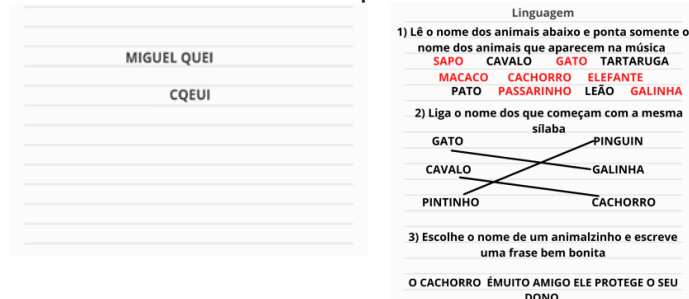 MIGUEL QUEI
CQEUI
Linguagem
1) Lê o nome dos animais abaixo e ponta somente o
nome dos animais que aparecem na música
SAPO CAVALO GATO TARTARUGA
MACACO CACHORRO ELEFANTE
PATO PASSARINHO LEÃO GALINHA
2) Liga o nome dos que começam com a mesma
sílaba
GATO PINGUIN
CAVALO GALINHA
PINTINHO CACHORRO
3) Escolhe o nome de um animalzinho e escreve
uma frase bem bonita
O CACHORRO ÉMUITO AMIGO ELE PROTEGE O SEU
DONO